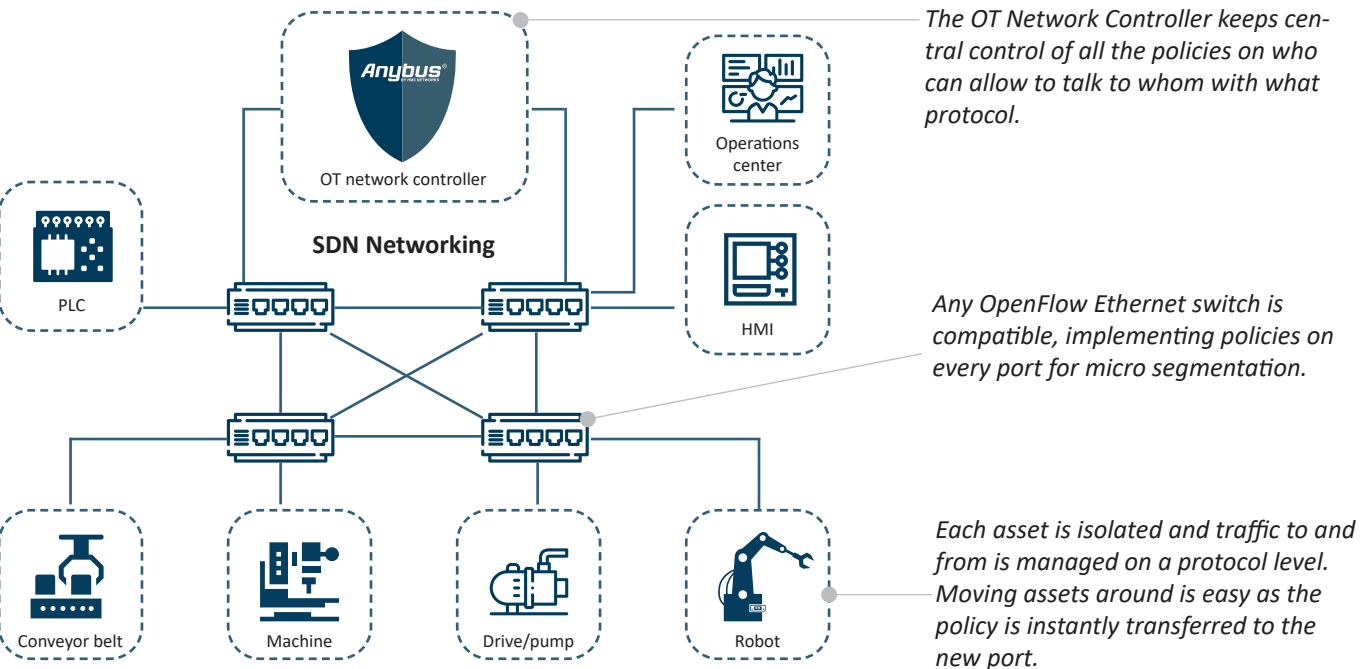 The OT Network Controller keeps cen-
tral control of all the policies on who
can allow to talk to whom with what
protocol.
Anybus®
BY HMS NETWORKS
OT network controller
Operations
center
SDN Networking
PLC
HMI
Any OpenFlow Ethernet switch is
compatible, implementing policies on
every port for micro segmentation.
Conveyor belt
Machine
Drive/pump
Robot
Each asset is isolated and traffic to and
from is managed on a protocol level.
Moving assets around is easy as the
policy is instantly transferred to the
new port.